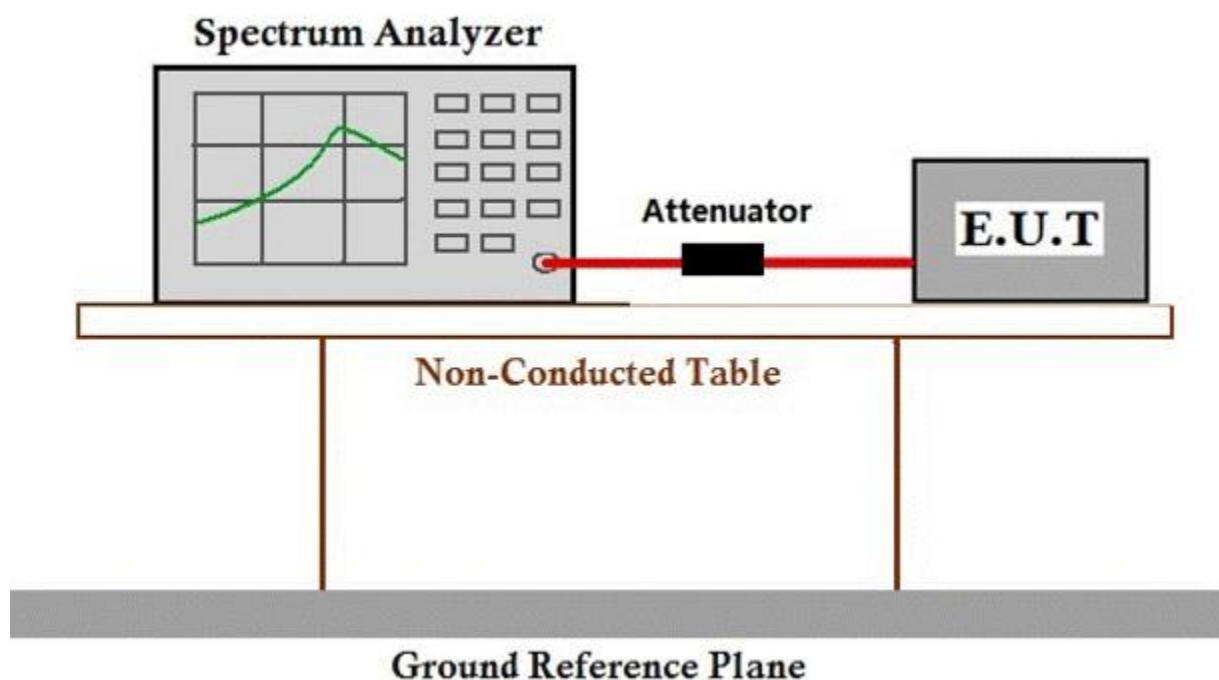 Spectrum Analyzer
Attenuator
E.U.T
Non-Conducted Table
Ground Reference Plane